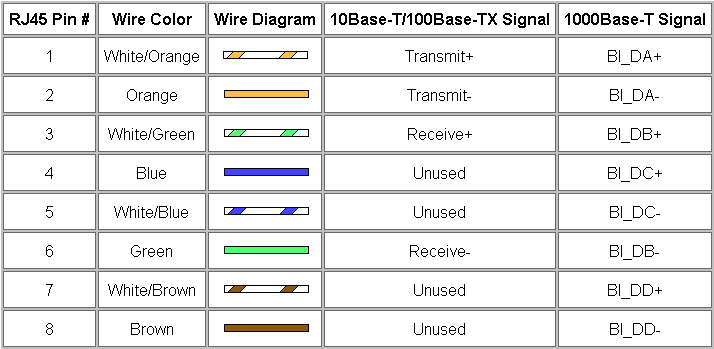 RJ45 Pin # Wire Color Wire Diagram 10Base-T/100Base-TX Signal 1000Base-T Signal
1 White/Orange Transmit+ BI_DA+
2 Orange Transmit- BI_DA-
3 White/Green Receive+ BI_DB+
4 Blue Unused BI_DC+
5 White/Blue Unused BI_DC-
6 Green Receive- BI_DB-
7 White/Brown Unused BI_DD+
8 Brown Unused BI_DD-